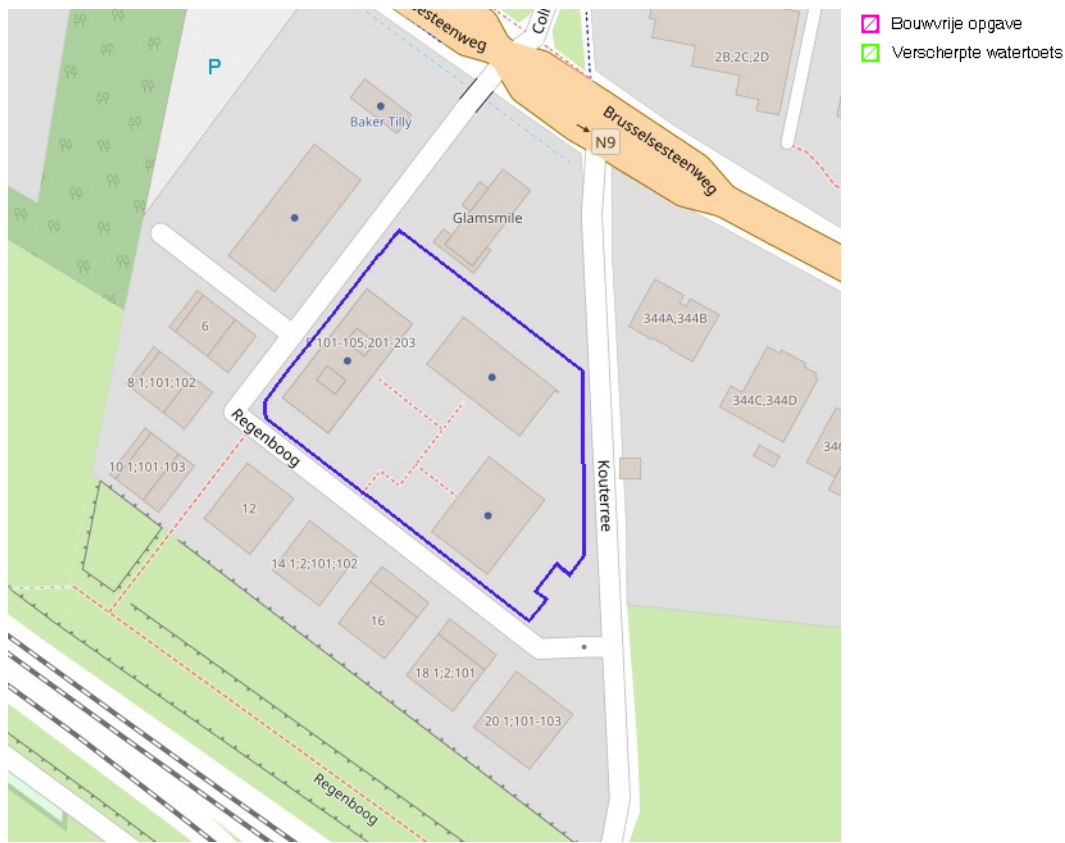 Bouwvrije opgave
Verscherpte watertoets
Brusselsesteenweg
N9
2B,2C,2D
P
Baker Tilly
Glamsmile
344A,344B
344C,344D
6
101-105;201-203
8 1;101;102
Regenboog
10 1;101-103
Kouterree
12
14 1;2;101;102
16
18 1;2;101
20 1;101-103
Regenboog